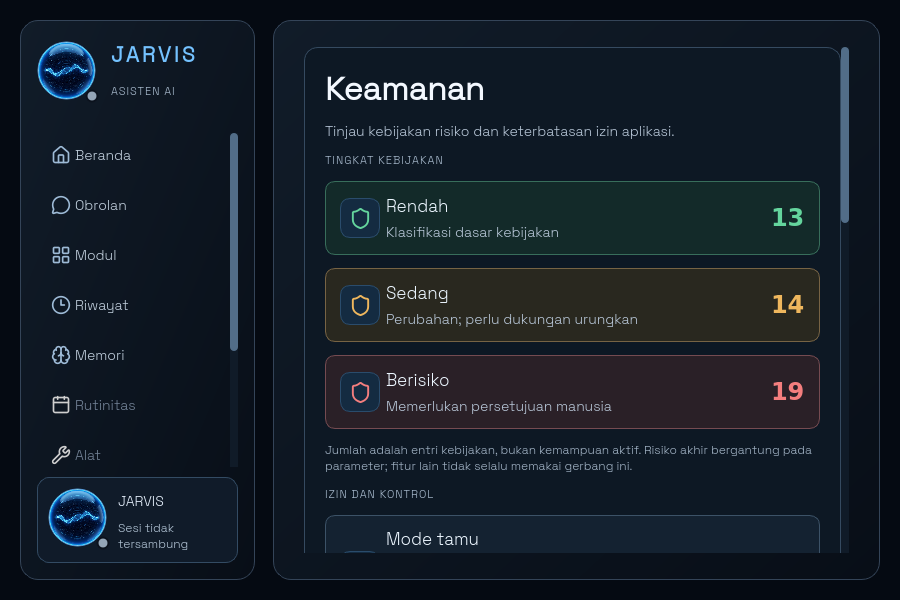 JARVIS
ASISTEN AI
Beranda
Obrolan
Modul
Riwayat
Memori
Rutinitas
Alat
JARVIS
Sesi tidak
tersambung
Keamanan
Tinjau kebijakan risiko dan keterbatasan izin aplikasi.
TINGKAT KEBIJAKAN
Rendah
Klasifikasi dasar kebijakan
13
Sedang
Perubahan; perlu dukungan urungkan
14
Berisiko
Memerlukan persetujuan manusia
19
Jumlah adalah entri kebijakan, bukan kemampuan aktif. Risiko akhir bergantung pada
parameter; fitur lain tidak selalu memakai gerbang ini.
IZIN DAN KONTROL
Mode tamu